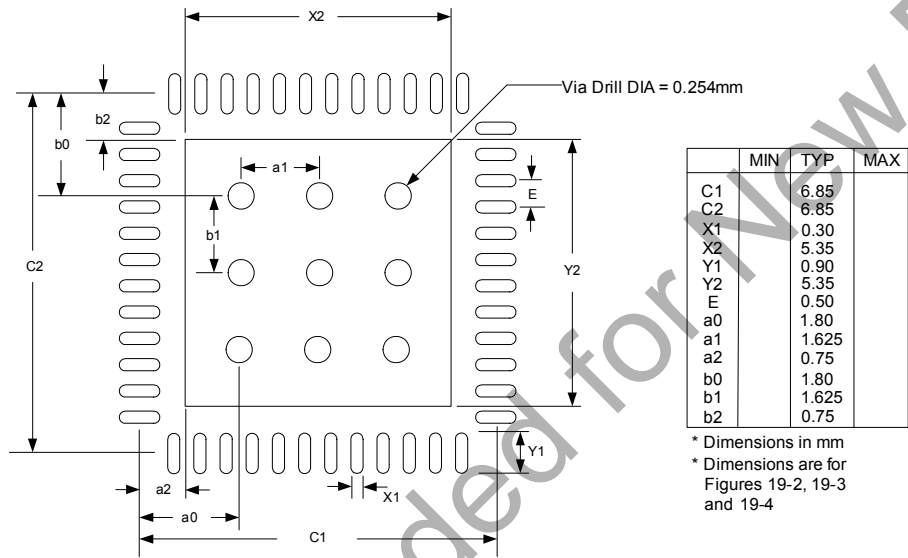 X2
b2
b0
a1
Via Drill DIA = 0.254mm
E
b1
C2
Y2
Y1
X1
a2
a0
C1
MIN TYP MAX
C1 6.85
C2 6.85
X1 0.30
X2 5.35
Y1 0.90
Y2 5.35
E 0.50
a0 1.80
a1 1.625
a2 0.75
b0 1.80
b1 1.625
b2 0.75
* Dimensions in mm
* Dimensions are for
Figures 19-2, 19-3
and 19-4
ded for New